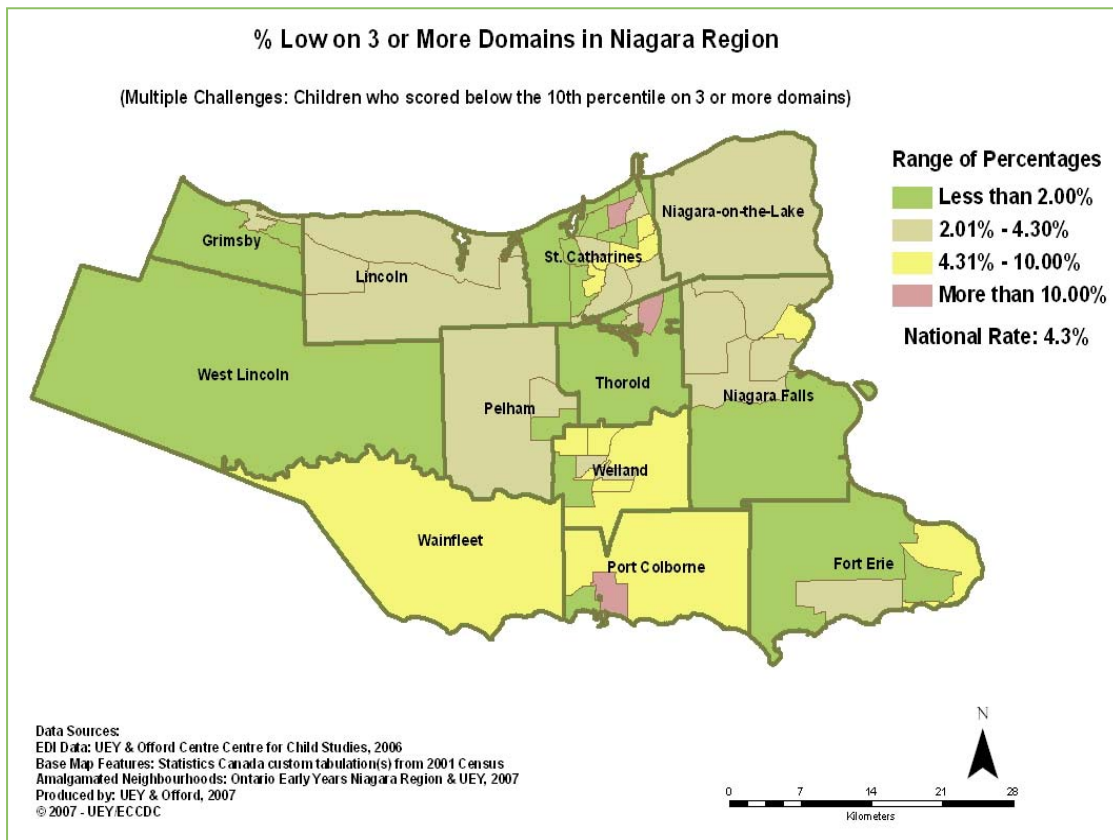 % Low on 3 or More Domains in Niagara Region
(Multiple Challenges: Children who scored below the 10th percentile on 3 or more domains)
Range of Percentages
Less than 2.00%
2.01% - 4.30%
4.31% - 10.00%
More than 10.00%
National Rate: 4.3%
Niagara-on-the-Lake
Grimsby
St. Catharines
Lincoln
West Lincoln
Thorold
Pelham
Niagara Falls
Welland
Wainfleet
Port Colborne
Fort Erie
Data Sources:
EDI Data: UEY & Offord Centre Centre for Child Studies, 2006
Base Map Features: Statistics Canada custom tabulation(s) from 2001 Census
Amalgamated Neighbourhoods: Ontario Early Years Niagara Region & UEY, 2007
Produced by: UEY & Offord, 2007
© 2007 - UEY/ECCDC
N
0 3.5 7 14 21 28
Kilometers